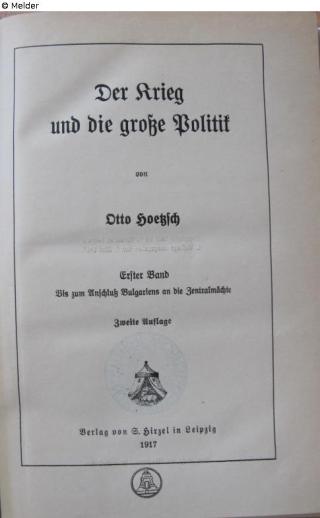 © Melder
Der Krieg
und die große Politik
von
Otto Hoetzsch
Erster Band
Bis zum Anschluß Bulgariens an die Zentralmächte
Zweite Auflage
Verlag von S. Hirzel in Leipzig
1917